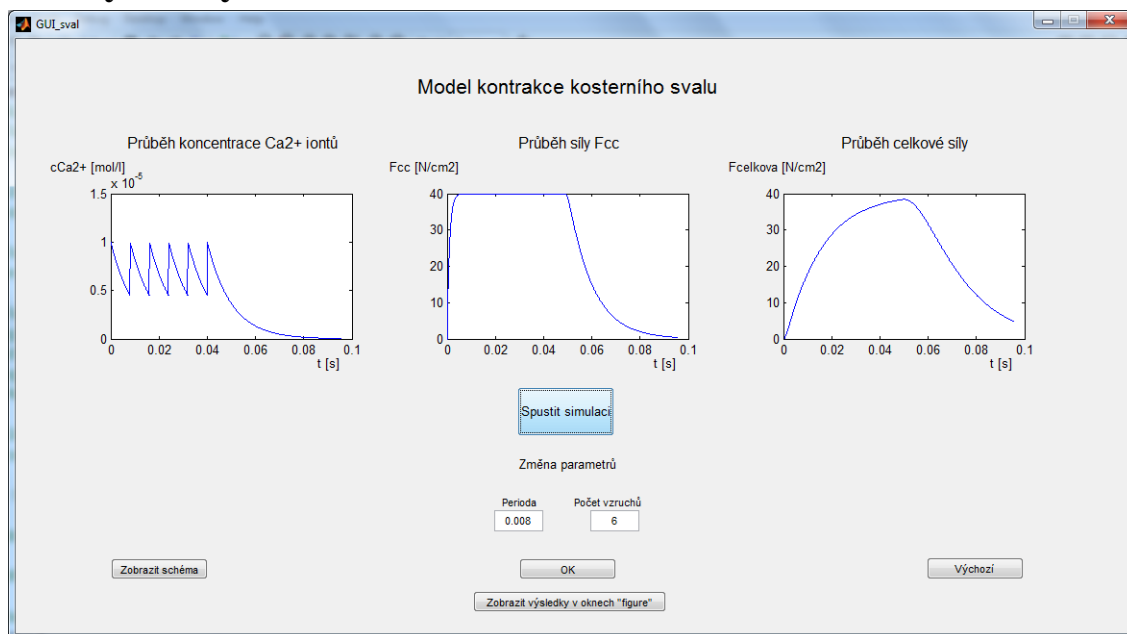 GUI_sval
Model kontrakce kosterního svalu
Průběh koncentrace Ca2+ iontů
cCa2+ [mol/l]
x 10^-5
1.5
1
0.5
0
0 0.02 0.04 0.06 0.08 0.1
t [s]
Průběh síly Fcc
Fcc [N/cm2]
40
30
20
10
0
0 0.02 0.04 0.06 0.08 0.1
t [s]
Průběh celkové síly
Fcelkova [N/cm2]
40
30
20
10
0
0 0.02 0.04 0.06 0.08 0.1
t [s]
Spustit simulaci
Změna parametrů
Perioda Počet vzruchů
0.008 6
Zobrazit schéma OK Výchozí
Zobrazit výsledky v oknech "figure"